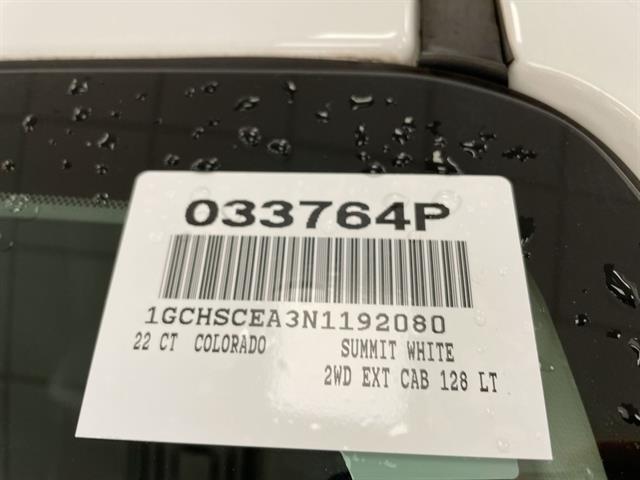 033764P
1GCHSCEA3N1192080
22 CT COLORADO SUMMIT WHITE
2WD EXT CAB 128 LT